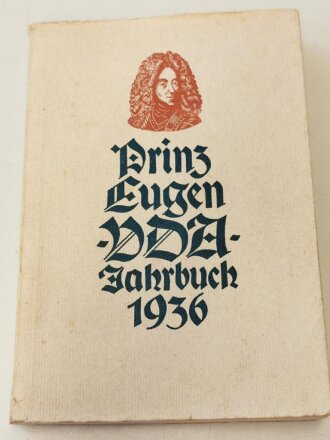 Prinz
Eugen
-VDA-
Jahrbuch
1936